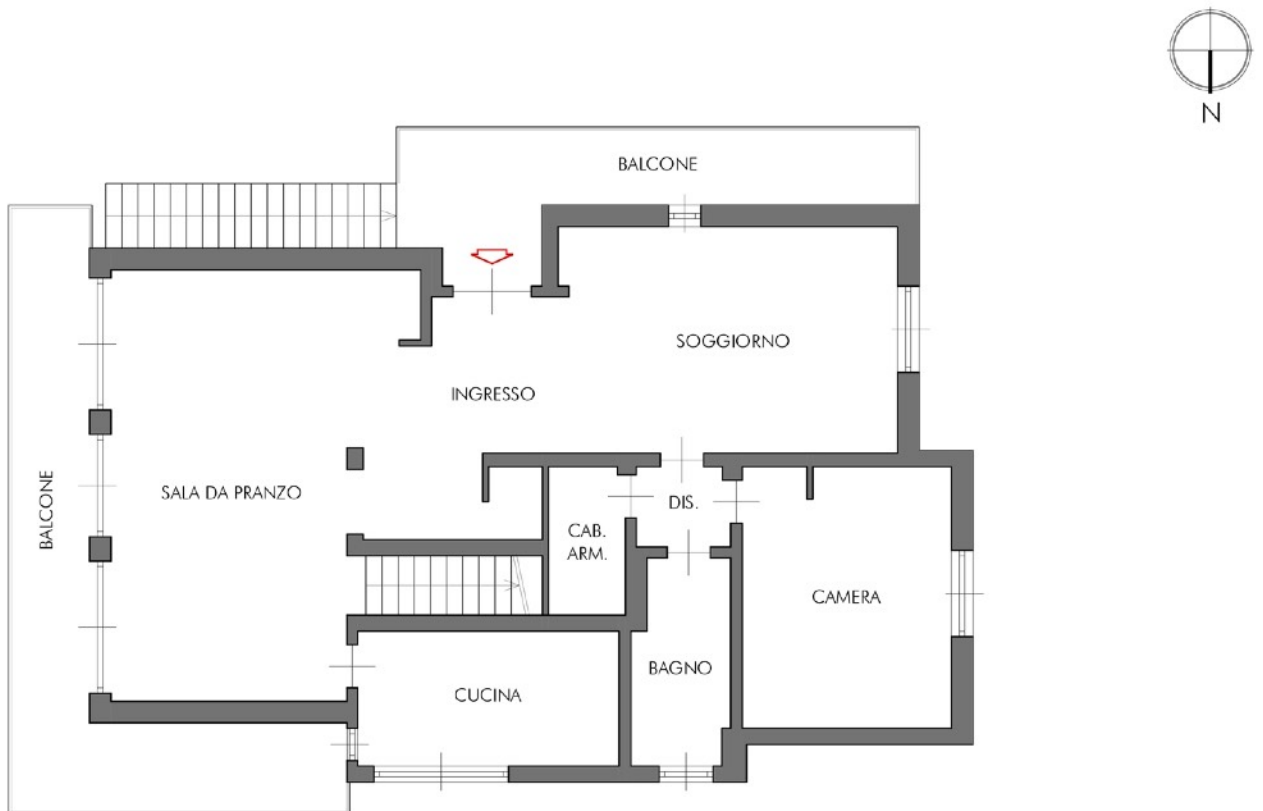 N
BALCONE
SOGGIORNO
INGRESSO
BALCONE
SALA DA PRANZO
DIS.
CAB.
ARM.
CAMERA
BAGNO
CUCINA